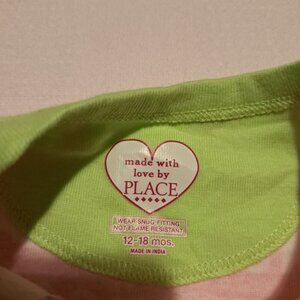 made with
love by
PLACE
WEAR SNUG FITTING,
NOT FLAME RESISTANT
12-18 mos.
MADE IN INDIA